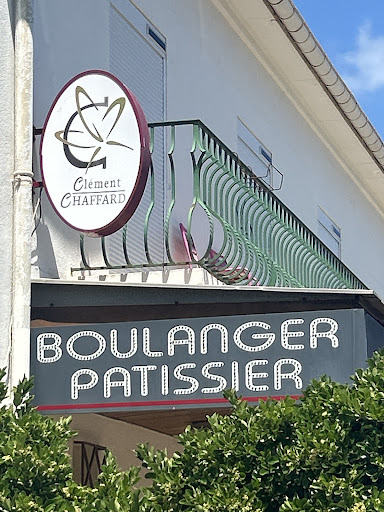 C
Clément
CHAFFARD
BOULANGER
PATISSIER